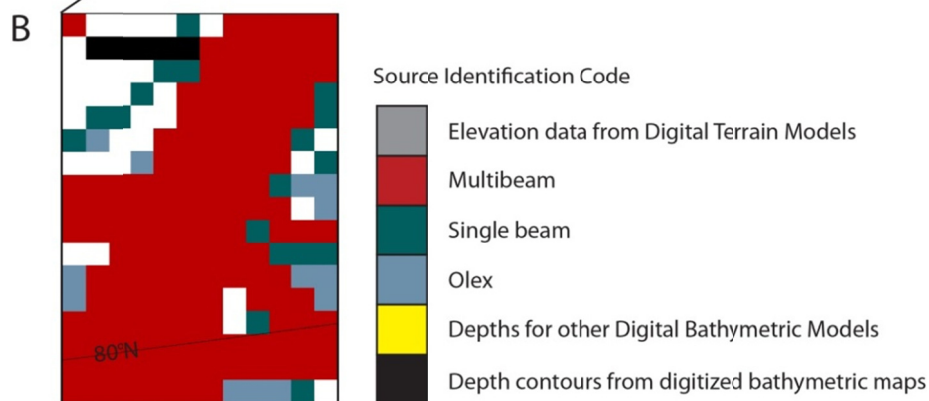 B
Source Identification Code
Elevation data from Digital Terrain Models
Multibeam
Single beam
Olex
Depths for other Digital Bathymetric Models
Depth contours from digitized bathymetric maps
80°N